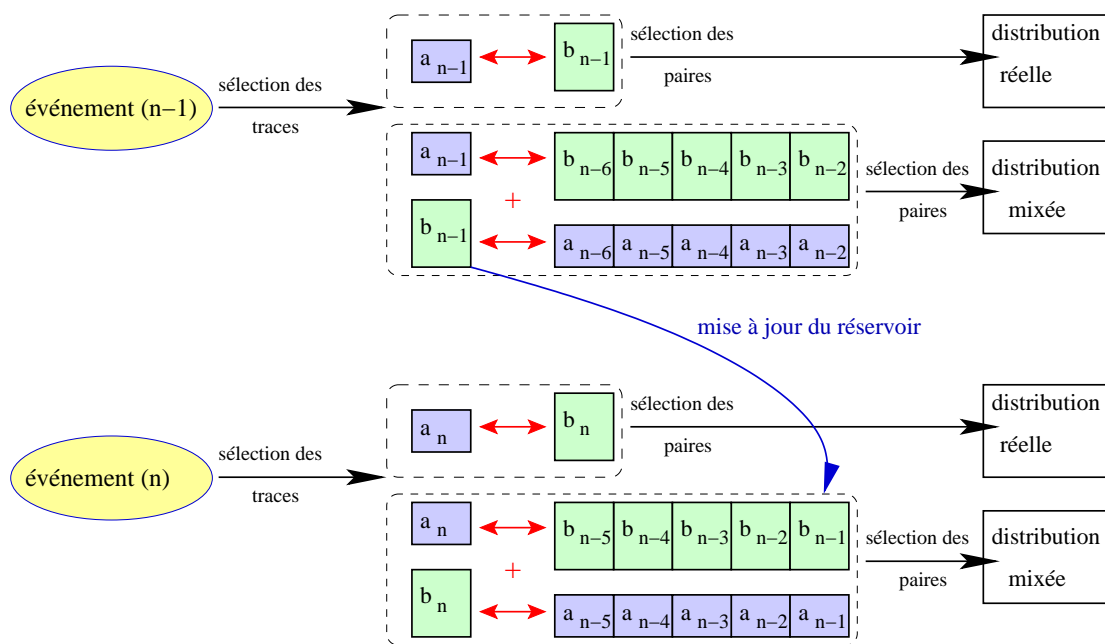 événement (n−1)
sélection des
traces
a n−1
b n−1
sélection des
paires
distribution
réelle
a n−1
b n−6 b n−5 b n−4 b n−3 b n−2
+
b n−1
a n−6 a n−5 a n−4 a n−3 a n−2
sélection des
paires
distribution
mixée
mise à jour du réservoir
événement (n)
sélection des
traces
a n
b n
sélection des
paires
distribution
réelle
a n
b n−5 b n−4 b n−3 b n−2 b n−1
+
b n
a n−5 a n−4 a n−3 a n−2 a n−1
sélection des
paires
distribution
mixée